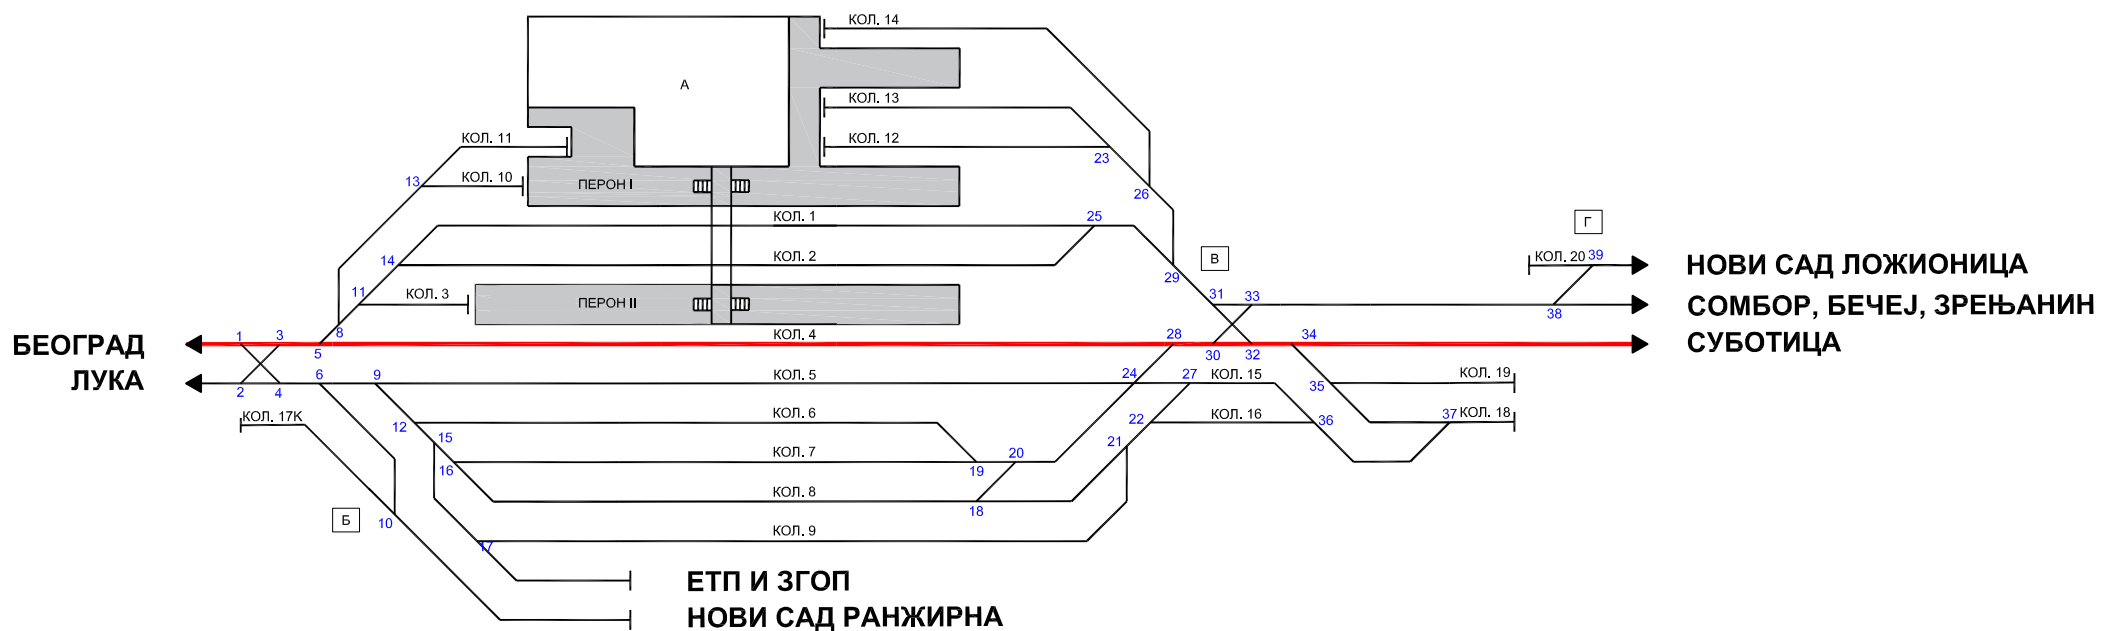 КОЛ. 14
А
КОЛ. 13
КОЛ. 11
КОЛ. 12
23
13
КОЛ. 10
ПЕРОН I
26
КОЛ. 1
25
Г
14
КОЛ. 2
В
КОЛ. 20
39
НОВИ САД ЛОЖИОНИЦА
29
11
КОЛ. 3
ПЕРОН II
31
33
38
СОМБОР, БЕЧЕЈ, ЗРЕЊАНИН
БЕОГРАД
1
3
8
5
КОЛ. 4
28
30
32
34
СУБОТИЦА
ЛУКА
2
4
6
9
КОЛ. 5
24
27
КОЛ. 15
35
КОЛ. 19
КОЛ. 17К
12
КОЛ. 6
22
КОЛ. 16
36
37
КОЛ. 18
15
16
КОЛ. 7
19
20
21
КОЛ. 8
18
Б
10
КОЛ. 9
17
ЕТП И ЗГОП
НОВИ САД РАНЖИРНА